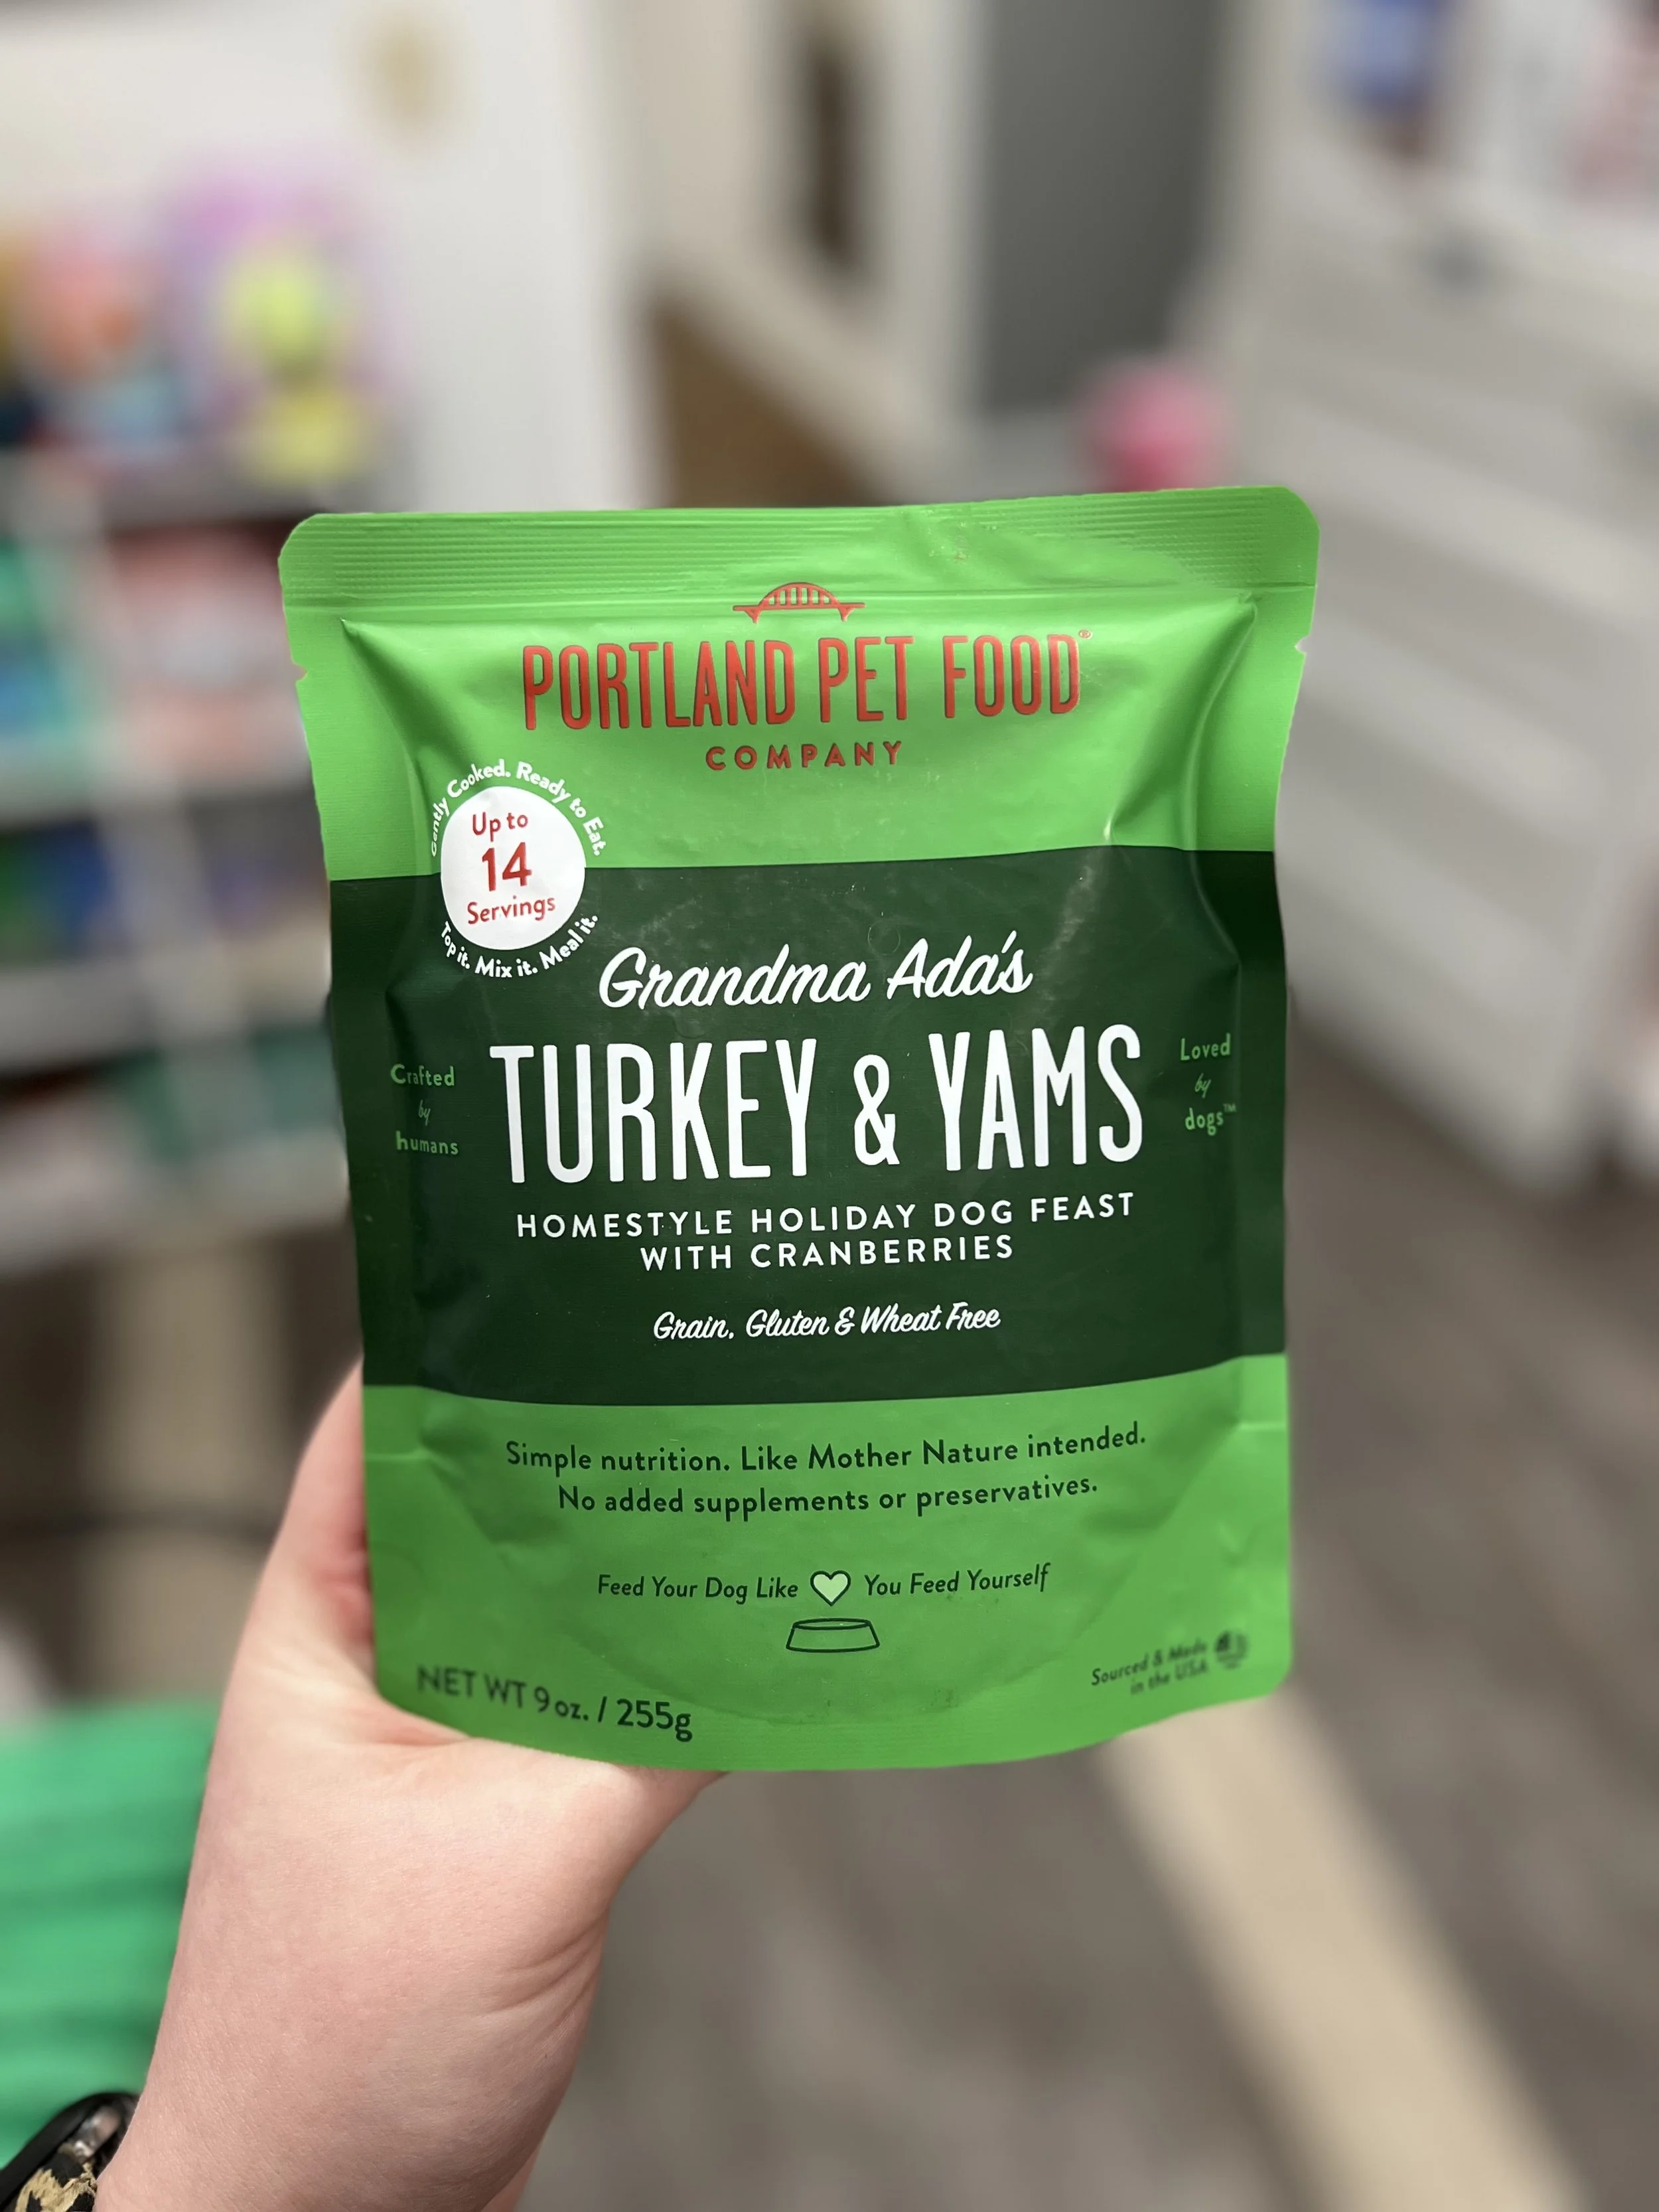 PORTLAND PET FOOD®
COMPANY
Gently Cooked. Ready to Eat.
Up to
14
Servings
Top it. Mix it. Meal it.
Grandma Ada's
TURKEY & YAMS
Crafted
by
humans
Loved
by
dogs™
HOMESTYLE HOLIDAY DOG FEAST
WITH CRANBERRIES
Grain, Gluten & Wheat Free
Simple nutrition. Like Mother Nature intended.
No added supplements or preservatives.
Feed Your Dog Like You Feed Yourself
NET WT 9 oz. / 255g
Sourced & Made
in the USA